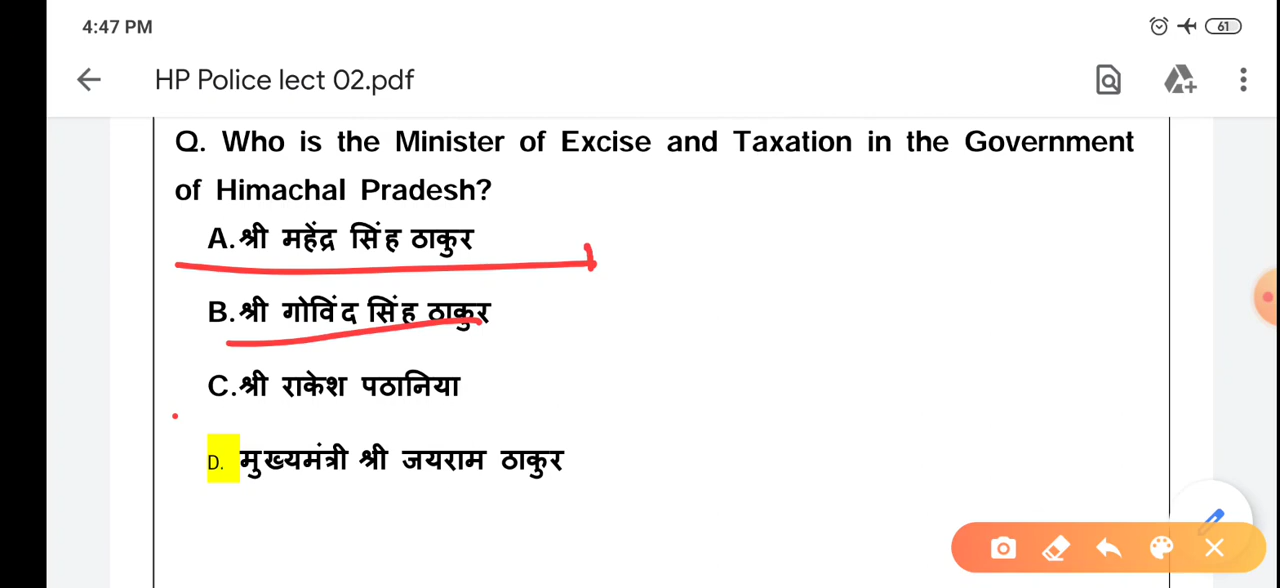 4:47 PM
61
HP Police lect 02.pdf
Q. Who is the Minister of Excise and Taxation in the Government
of Himachal Pradesh?
A.श्री महेंद्र सिंह ठाकुर
B.श्री गोविंद सिंह ठाकुर
C.श्री राकेश पठानिया
D. मुख्यमंत्री श्री जयराम ठाकुर